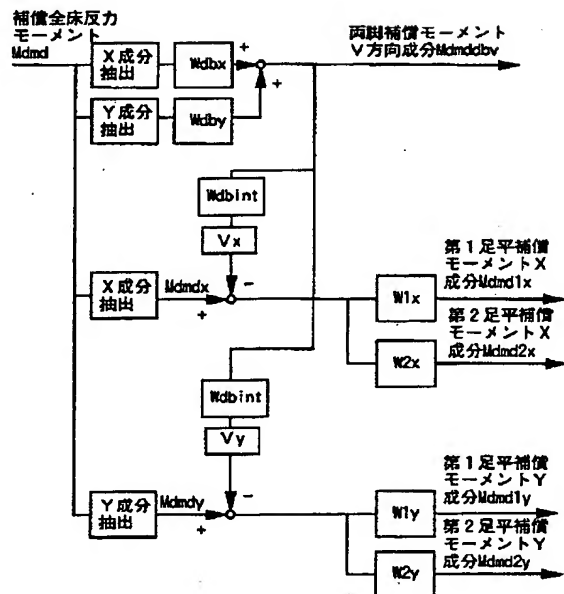 補償全床反力
モーメント
Mdmd
X成分
抽出
Wdbx
+
+
両脚補償モーメント
V方向成分Mdmddbv
Y成分
抽出
Wdby
Wdbint
Vx
−
X成分
抽出
Mdmdx
+
W1x
第1足平補償
モーメントX
成分Mdmd1x
W2x
第2足平補償
モーメントX
成分Mdmd2x
Wdbint
Vy
−
Y成分
抽出
Mdmdy
+
W1y
第1足平補償
モーメントY
成分Mdmd1y
W2y
第2足平補償
モーメントY
成分Mdmd2y